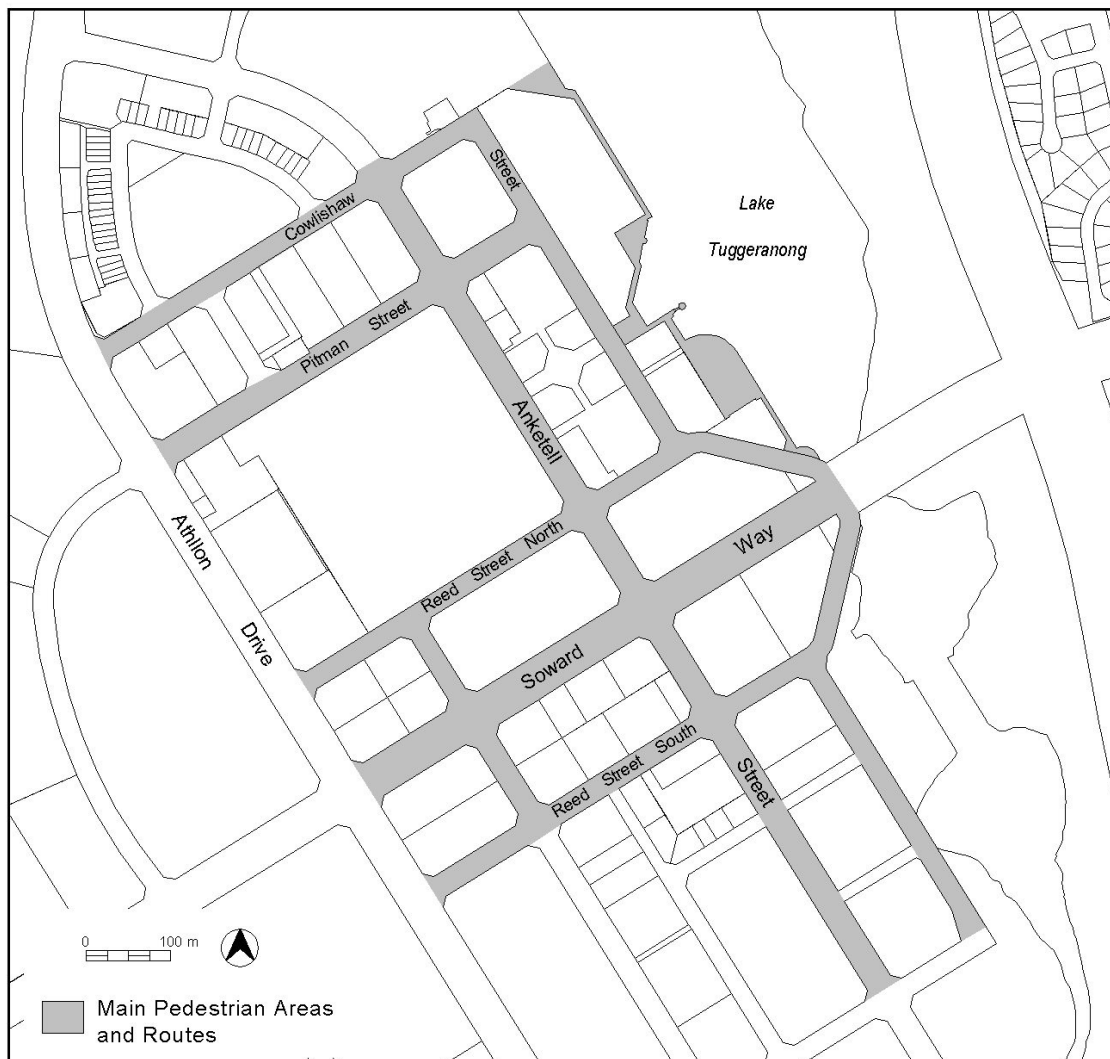 Street
Cowlishaw
Lake
Tuggeranong
Pitman Street
Anketell
Athllon
Drive
Reed Street North
Way
Soward
Reed Street South
Street
0 100 m
Main Pedestrian Areas
and Routes